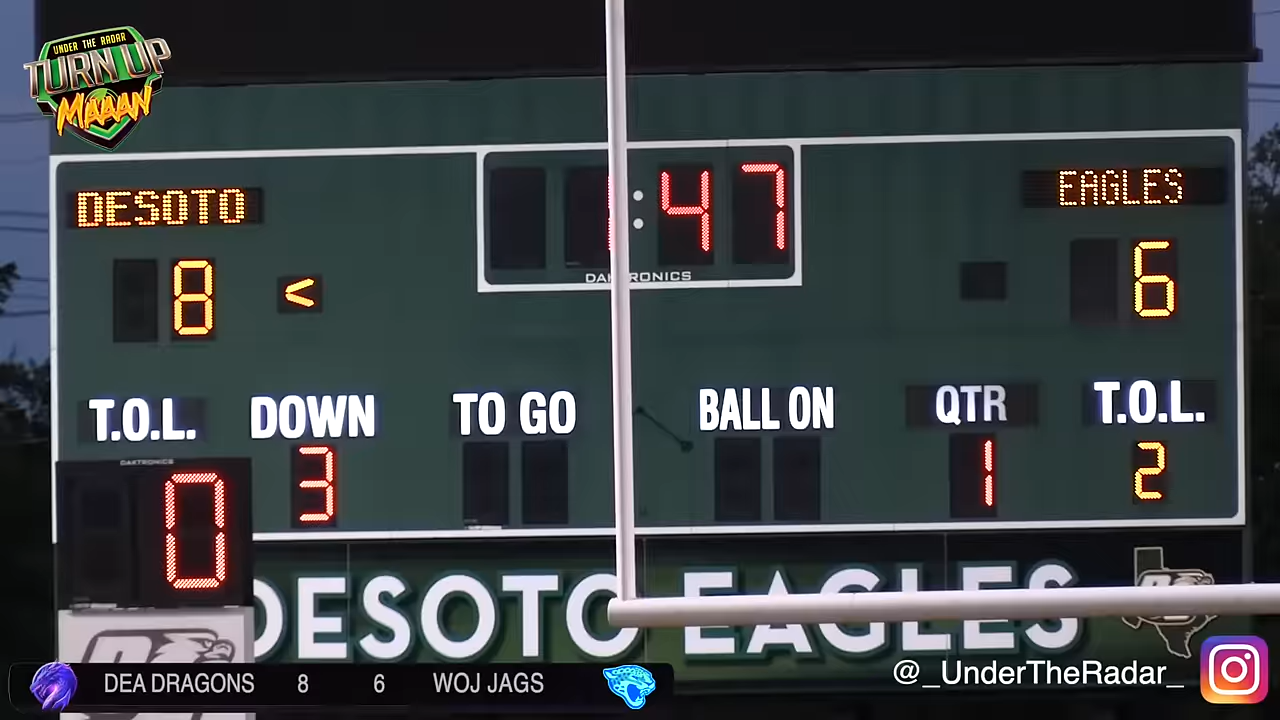 UNDER THE RADAR
TURN UP
MAAAN
DESOTO
:47
EAGLES
8 <
6
DAKTRONICS
T.O.L. DOWN TO GO BALL ON QTR T.O.L.
DAKTRONICS
0 3 1 2
DESOTO EAGLES
DEA DRAGONS 8 6 WOJ JAGS
@_UnderTheRadar_